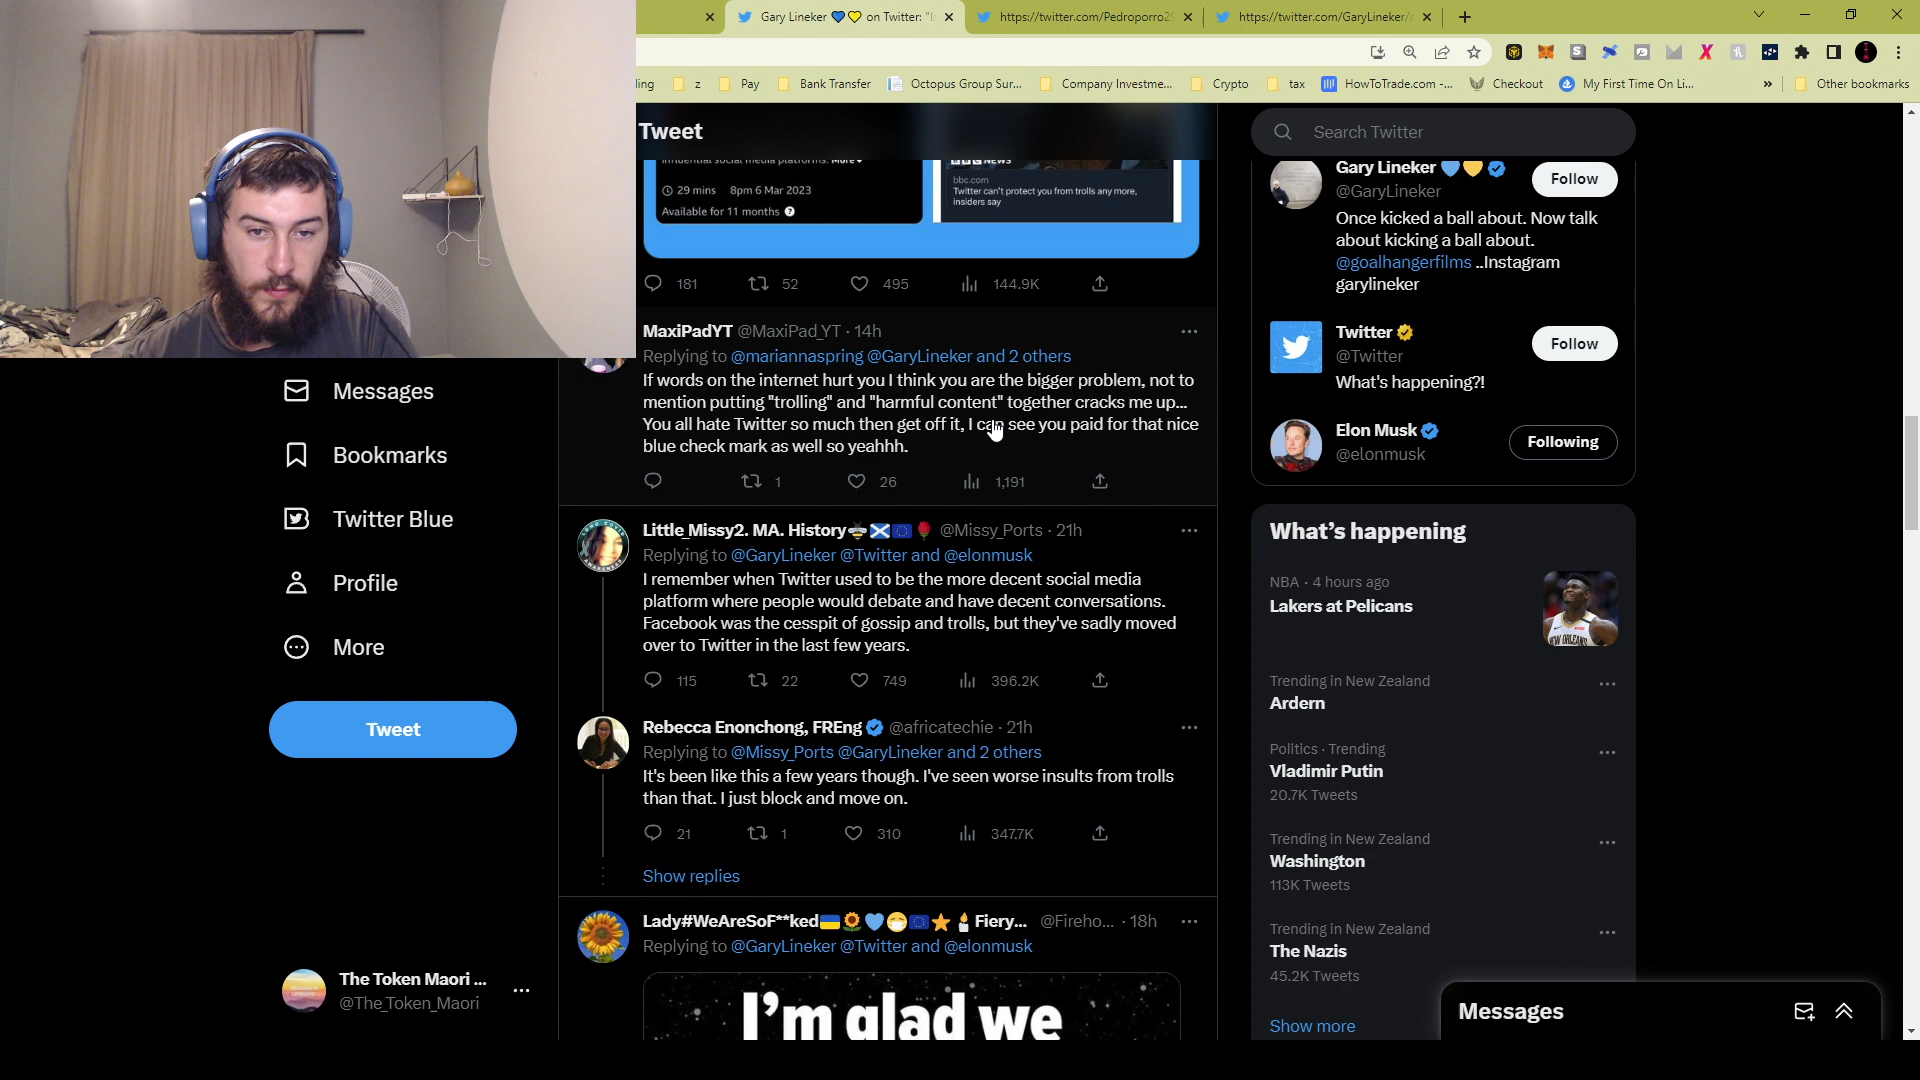 Gary Lineker 💙💛 on Twitter: "Is
https://twitter.com/Pedroporro29
https://twitter.com/GaryLineker/s
ding
z
Pay
Bank Transfer
Octopus Group Sur...
Company Investme...
Crypto
tax
HowToTrade.com -...
Checkout
My First Time On Li...
»
Other bookmarks
Tweet
influential social media platforms. More
29 mins 8pm 6 Mar 2023
Available for 11 months
BBC NEWS
bbc.com
Twitter can't protect you from trolls any more,
insiders say
181 52 495 144.9K
MaxiPadYT @MaxiPad_YT · 14h
Replying to @mariannaspring @GaryLineker and 2 others
If words on the internet hurt you I think you are the bigger problem, not to
mention putting "trolling" and "harmful content" together cracks me up...
You all hate Twitter so much then get off it, I can see you paid for that nice
blue check mark as well so yeahhh.
1 26 1,191
Little_Missy2. MA. History @Missy_Ports · 21h
Replying to @GaryLineker @Twitter and @elonmusk
I remember when Twitter used to be the more decent social media
platform where people would debate and have decent conversations.
Facebook was the cesspit of gossip and trolls, but they've sadly moved
over to Twitter in the last few years.
115 22 749 396.2K
Rebecca Enonchong, FREng @africatechie · 21h
Replying to @Missy_Ports @GaryLineker and 2 others
It's been like this a few years though. I've seen worse insults from trolls
than that. I just block and move on.
21 1 310 347.7K
Show replies
Lady#WeAreSoF**ked Fiery... @Fireho... · 18h
Replying to @GaryLineker @Twitter and @elonmusk
I'm glad we
Messages
Bookmarks
Twitter Blue
Profile
More
Tweet
The Token Maori ...
@The_Token_Maori
Search Twitter
Gary Lineker
@GaryLineker
Follow
Once kicked a ball about. Now talk
about kicking a ball about.
@goalhangerfilms ..Instagram
garylineker
Twitter
@Twitter
Follow
What's happening?!
Elon Musk
@elonmusk
Following
What's happening
NBA · 4 hours ago
Lakers at Pelicans
NEW ORLEANS
Trending in New Zealand
Ardern
Politics · Trending
Vladimir Putin
20.7K Tweets
Trending in New Zealand
Washington
113K Tweets
Trending in New Zealand
The Nazis
45.2K Tweets
Show more
Messages